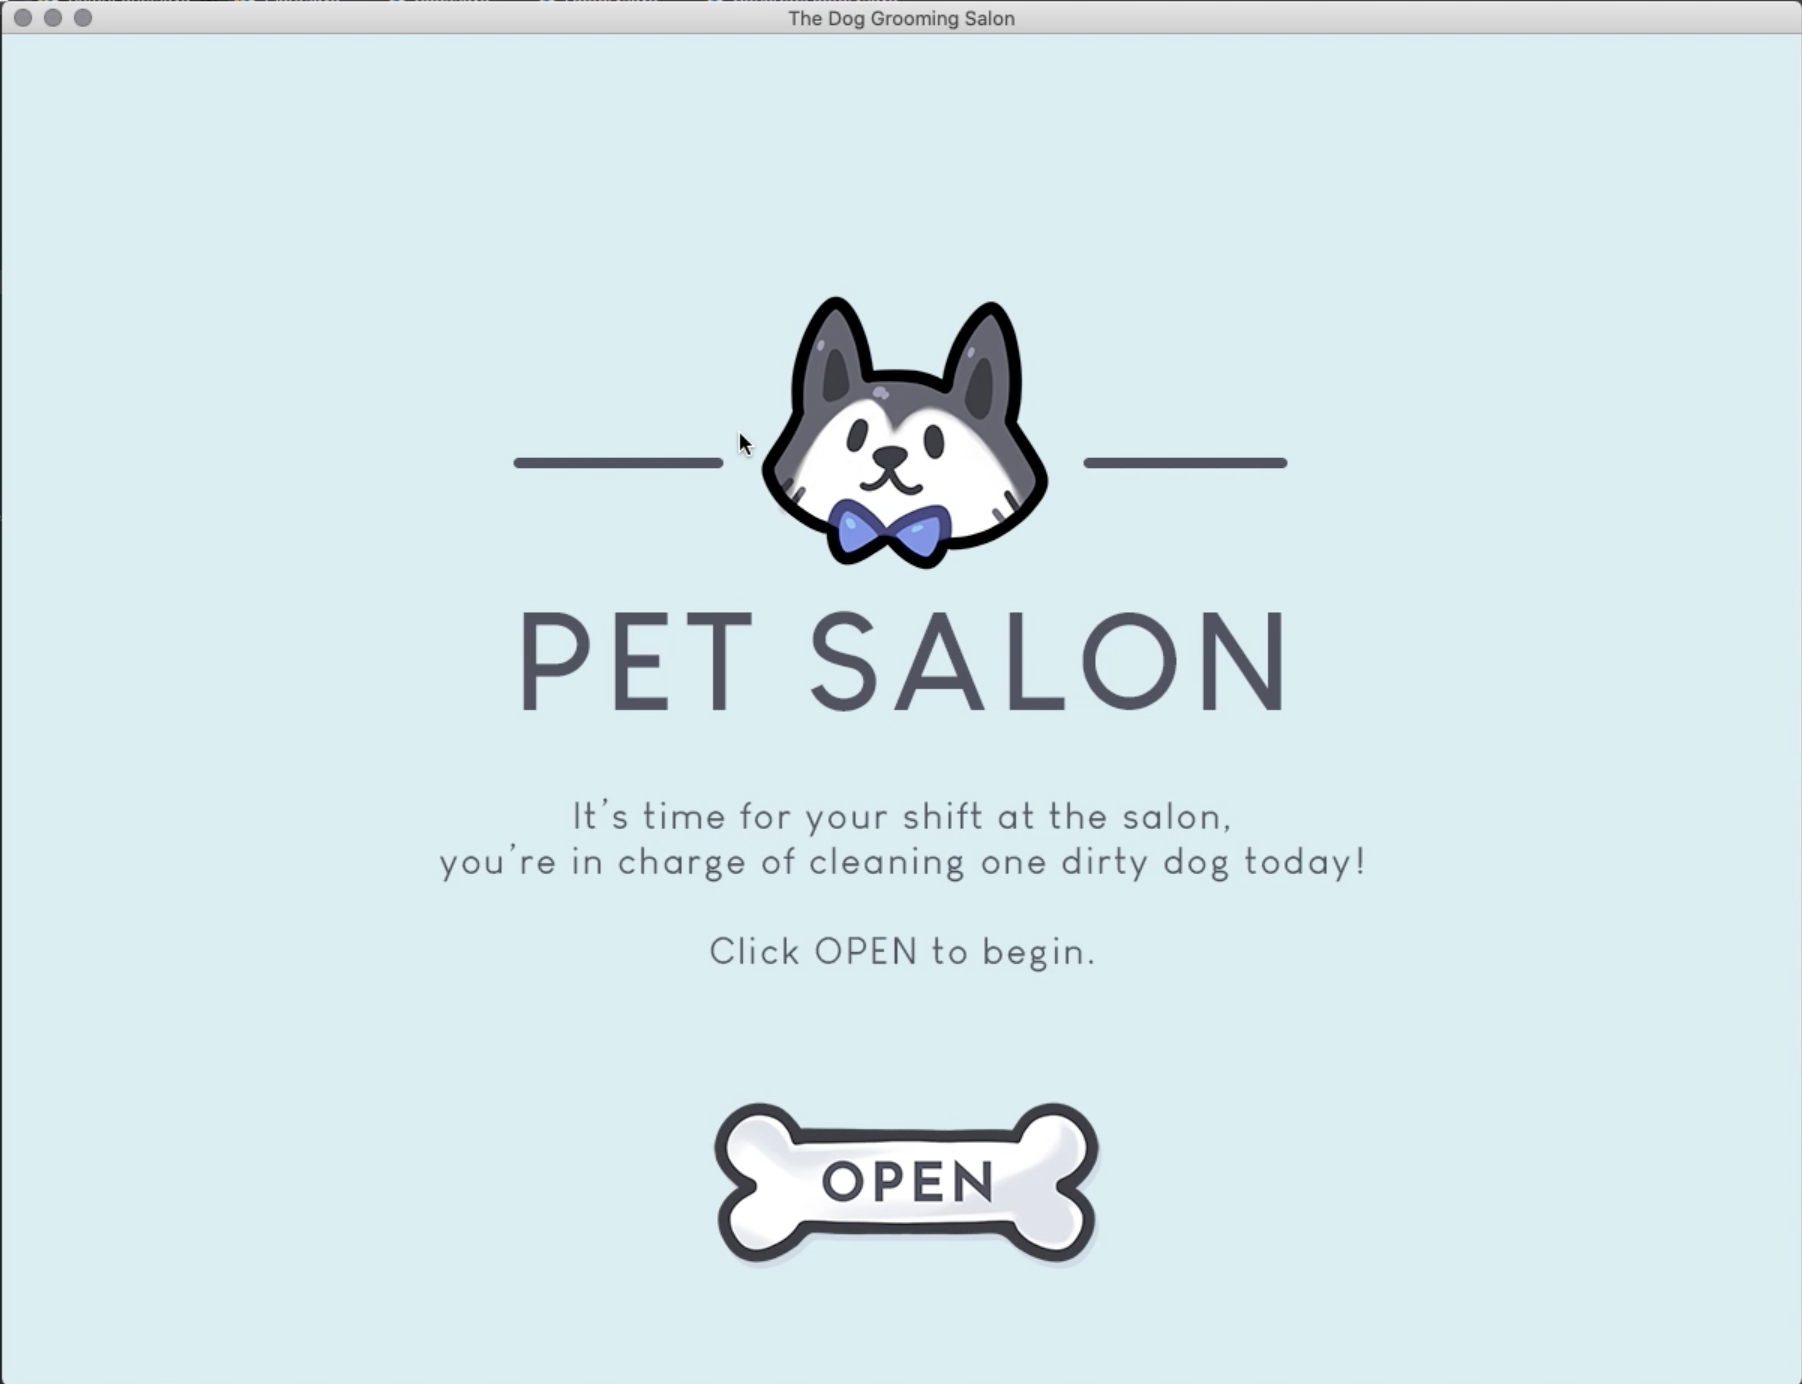 The Dog Grooming Salon
PET SALON
It's time for your shift at the salon,
you're in charge of cleaning one dirty dog today!
Click OPEN to begin.
OPEN